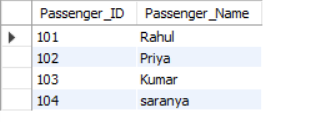 Passenger_ID Passenger_Name
101 Rahul
102 Priya
103 Kumar
104 saranya